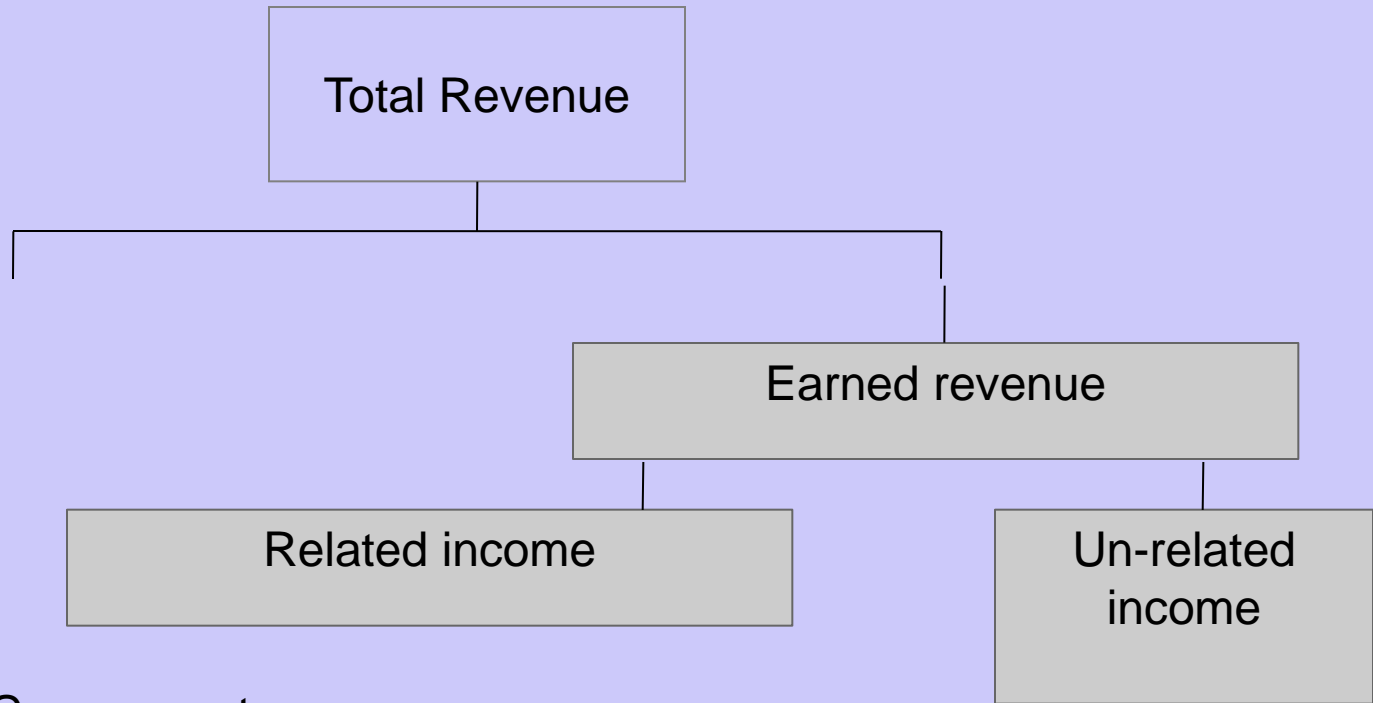 Total Revenue
Earned revenue
Related income
Un-related
income